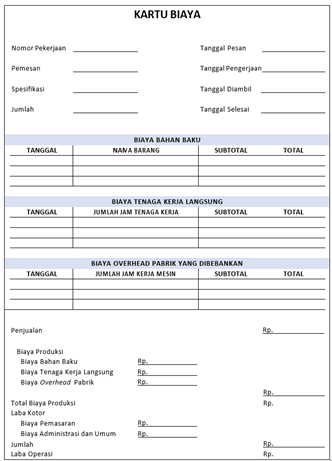 KARTU BIAYA
Nomor Pekerjaan Tanggal Pesan
Pemesan Tanggal Pengerjaan
Spesifikasi Tanggal Diambil
Jumlah Tanggal Selesai
BIAYA BAHAN BAKU
TANGGAL NAMA BARANG SUBTOTAL TOTAL
BIAYA TENAGA KERJA LANGSUNG
TANGGAL JUMLAH JAM TENAGA KERJA SUBTOTAL TOTAL
BIAYA OVERHEAD PABRIK YANG DIBEBANKAN
TANGGAL JUMLAH JAM KERJA MESIN SUBTOTAL TOTAL
Penjualan Rp.
Biaya Produksi
Biaya Bahan Baku Rp.
Biaya Tenaga Kerja Langsung Rp.
Biaya Overhead Pabrik Rp.
Rp.
Total Biaya Produksi Rp.
Laba Kotor
Biaya Pemasaran Rp.
Biaya Administrasi dan Umum Rp.
Jumlah Rp.
Laba Operasi Rp.